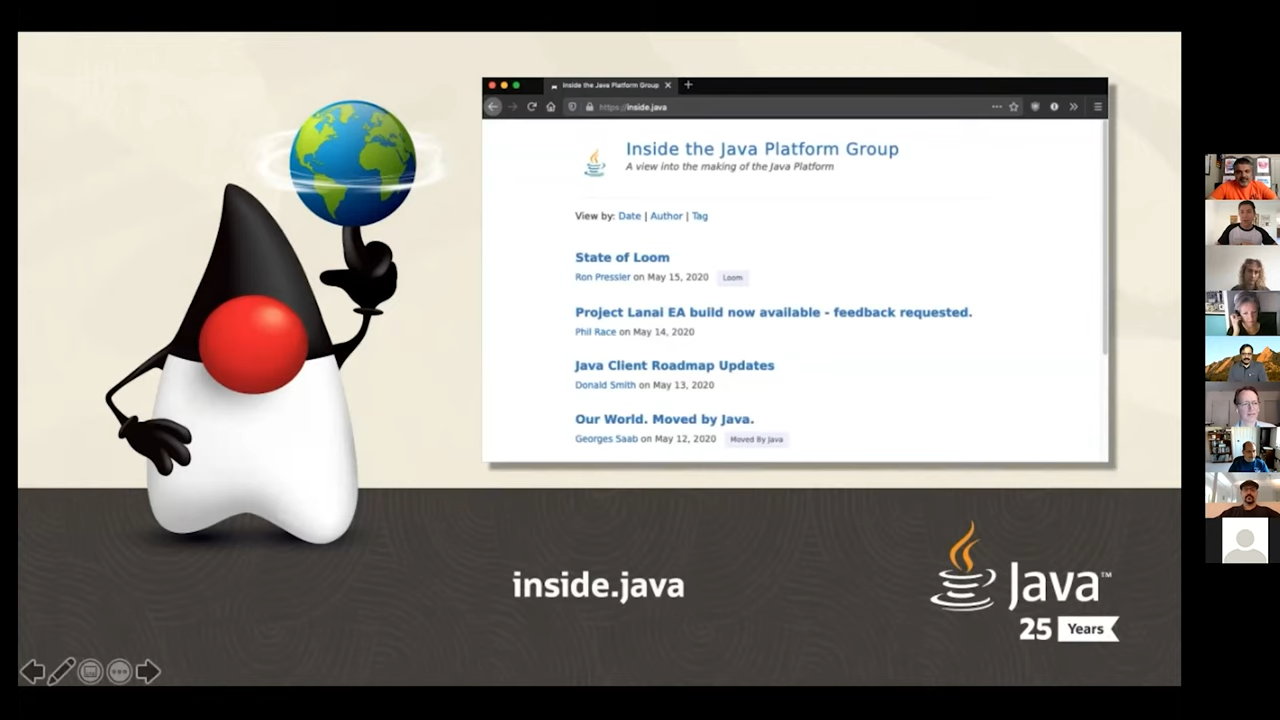 Inside the Java Platform Group
https://inside.java
Inside the Java Platform Group
A view into the making of the Java Platform
View by: Date | Author | Tag
State of Loom
Ron Pressler on May 15, 2020 Loom
Project Lanai EA build now available - feedback requested.
Phil Race on May 14, 2020
Java Client Roadmap Updates
Donald Smith on May 13, 2020
Our World. Moved by Java.
Georges Saab on May 12, 2020 Moved By Java
inside.java
Java™
25 Years